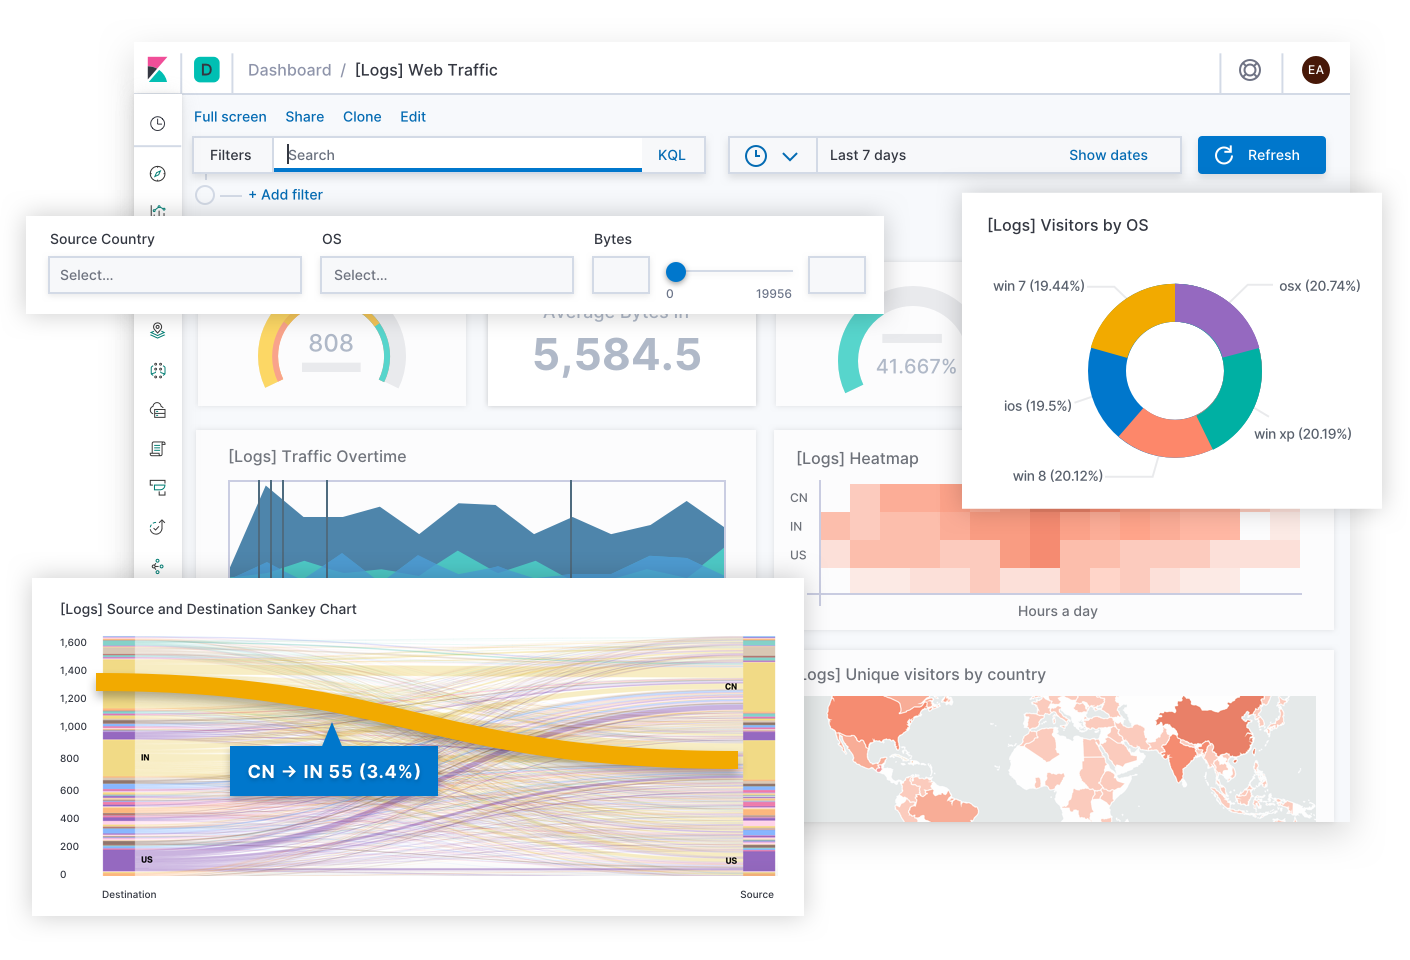 D
Dashboard / [Logs] Web Traffic
EA
Full screen Share Clone Edit
Filters
Search
KQL
Last 7 days
Show dates
Refresh
+ Add filter
Source Country
OS
Bytes
Select...
Select...
0
19956
808
Average Bytes In
5,584.5
41.667%
[Logs] Visitors by OS
win 7 (19.44%)
osx (20.74%)
ios (19.5%)
win xp (20.19%)
win 8 (20.12%)
[Logs] Traffic Overtime
[Logs] Heatmap
CN
IN
US
Hours a day
[Logs] Source and Destination Sankey Chart
1,600
1,400
1,200
1,000
800
600
400
200
0
CN
IN
CN → IN 55 (3.4%)
US
US
Destination
Source
Logs] Unique visitors by country